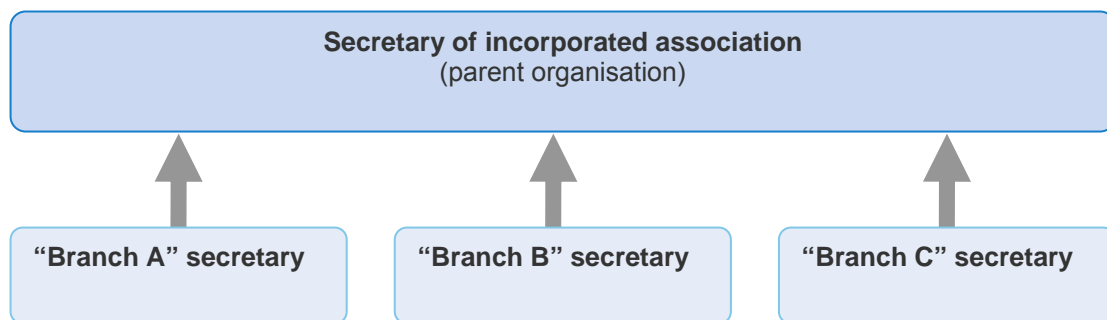 Secretary of incorporated association
(parent organisation)
“Branch A” secretary
“Branch B” secretary
“Branch C” secretary